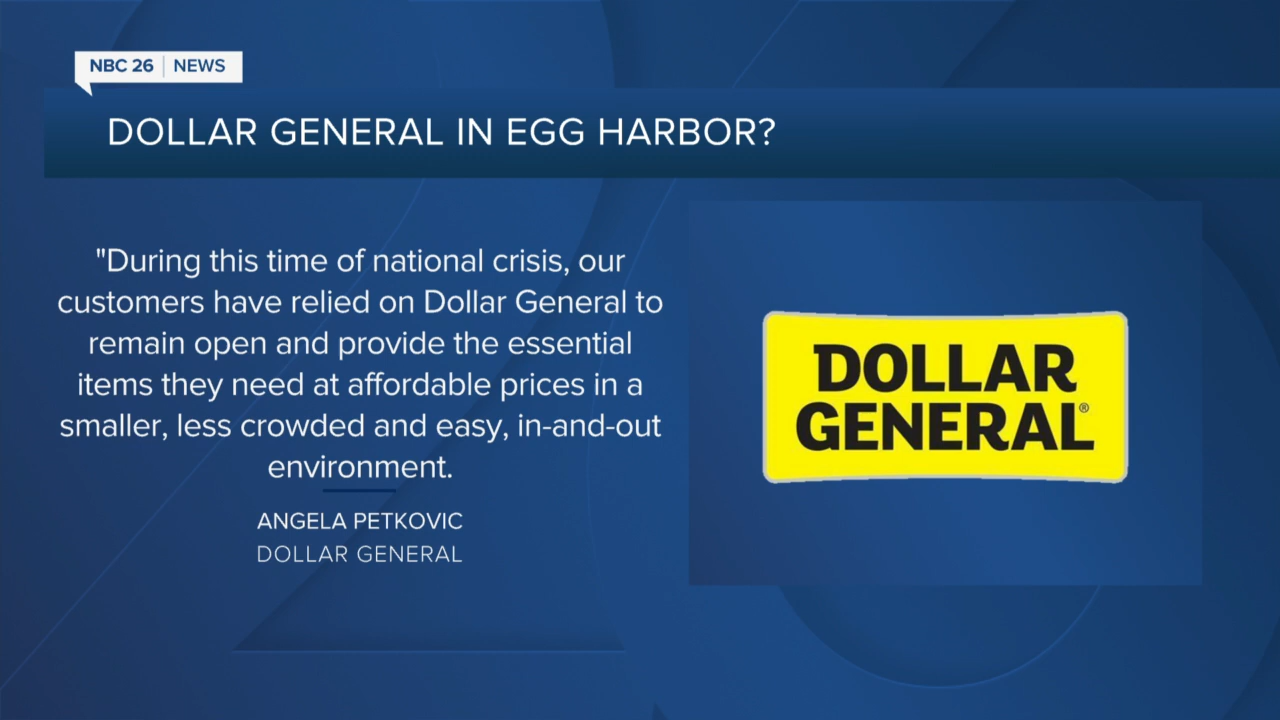 NBC 26 | NEWS
DOLLAR GENERAL IN EGG HARBOR?
"During this time of national crisis, our
customers have relied on Dollar General to
remain open and provide the essential
items they need at affordable prices in a
smaller, less crowded and easy, in-and-out
environment.
ANGELA PETKOVIC
DOLLAR GENERAL
DOLLAR
GENERAL®